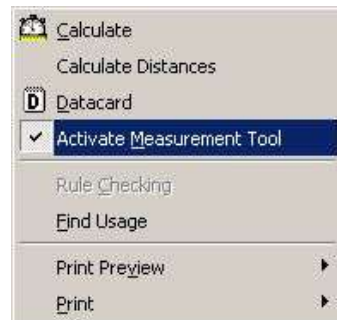 Calculate
Calculate Distances
D Datacard
Activate Measurement Tool
Rule Checking
Find Usage
Print Preview
Print